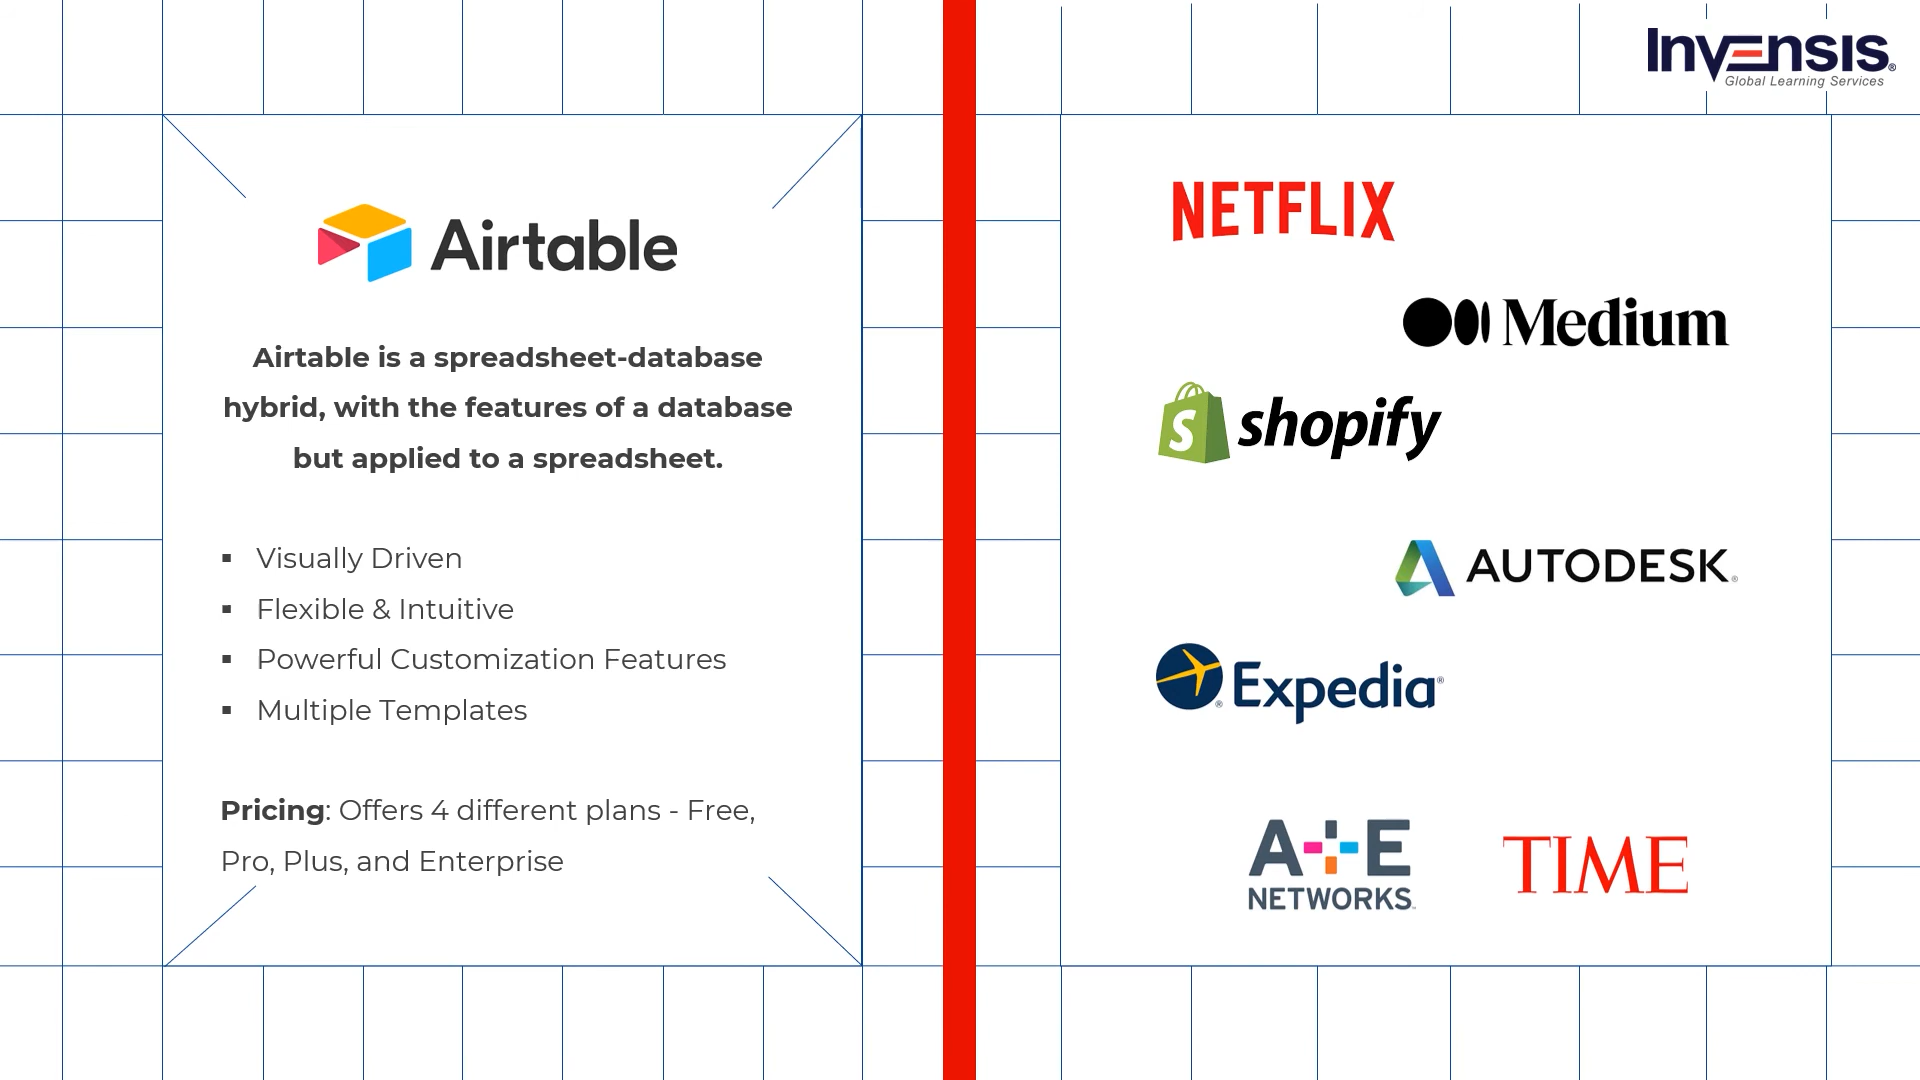 Invensis®
Global Learning Services
Airtable
Airtable is a spreadsheet-database
hybrid, with the features of a database
but applied to a spreadsheet.
▪ Visually Driven
▪ Flexible & Intuitive
▪ Powerful Customization Features
▪ Multiple Templates
Pricing: Offers 4 different plans - Free,
Pro, Plus, and Enterprise
NETFLIX
Medium
shopify
AUTODESK®
Expedia®
A+E
NETWORKS™
TIME